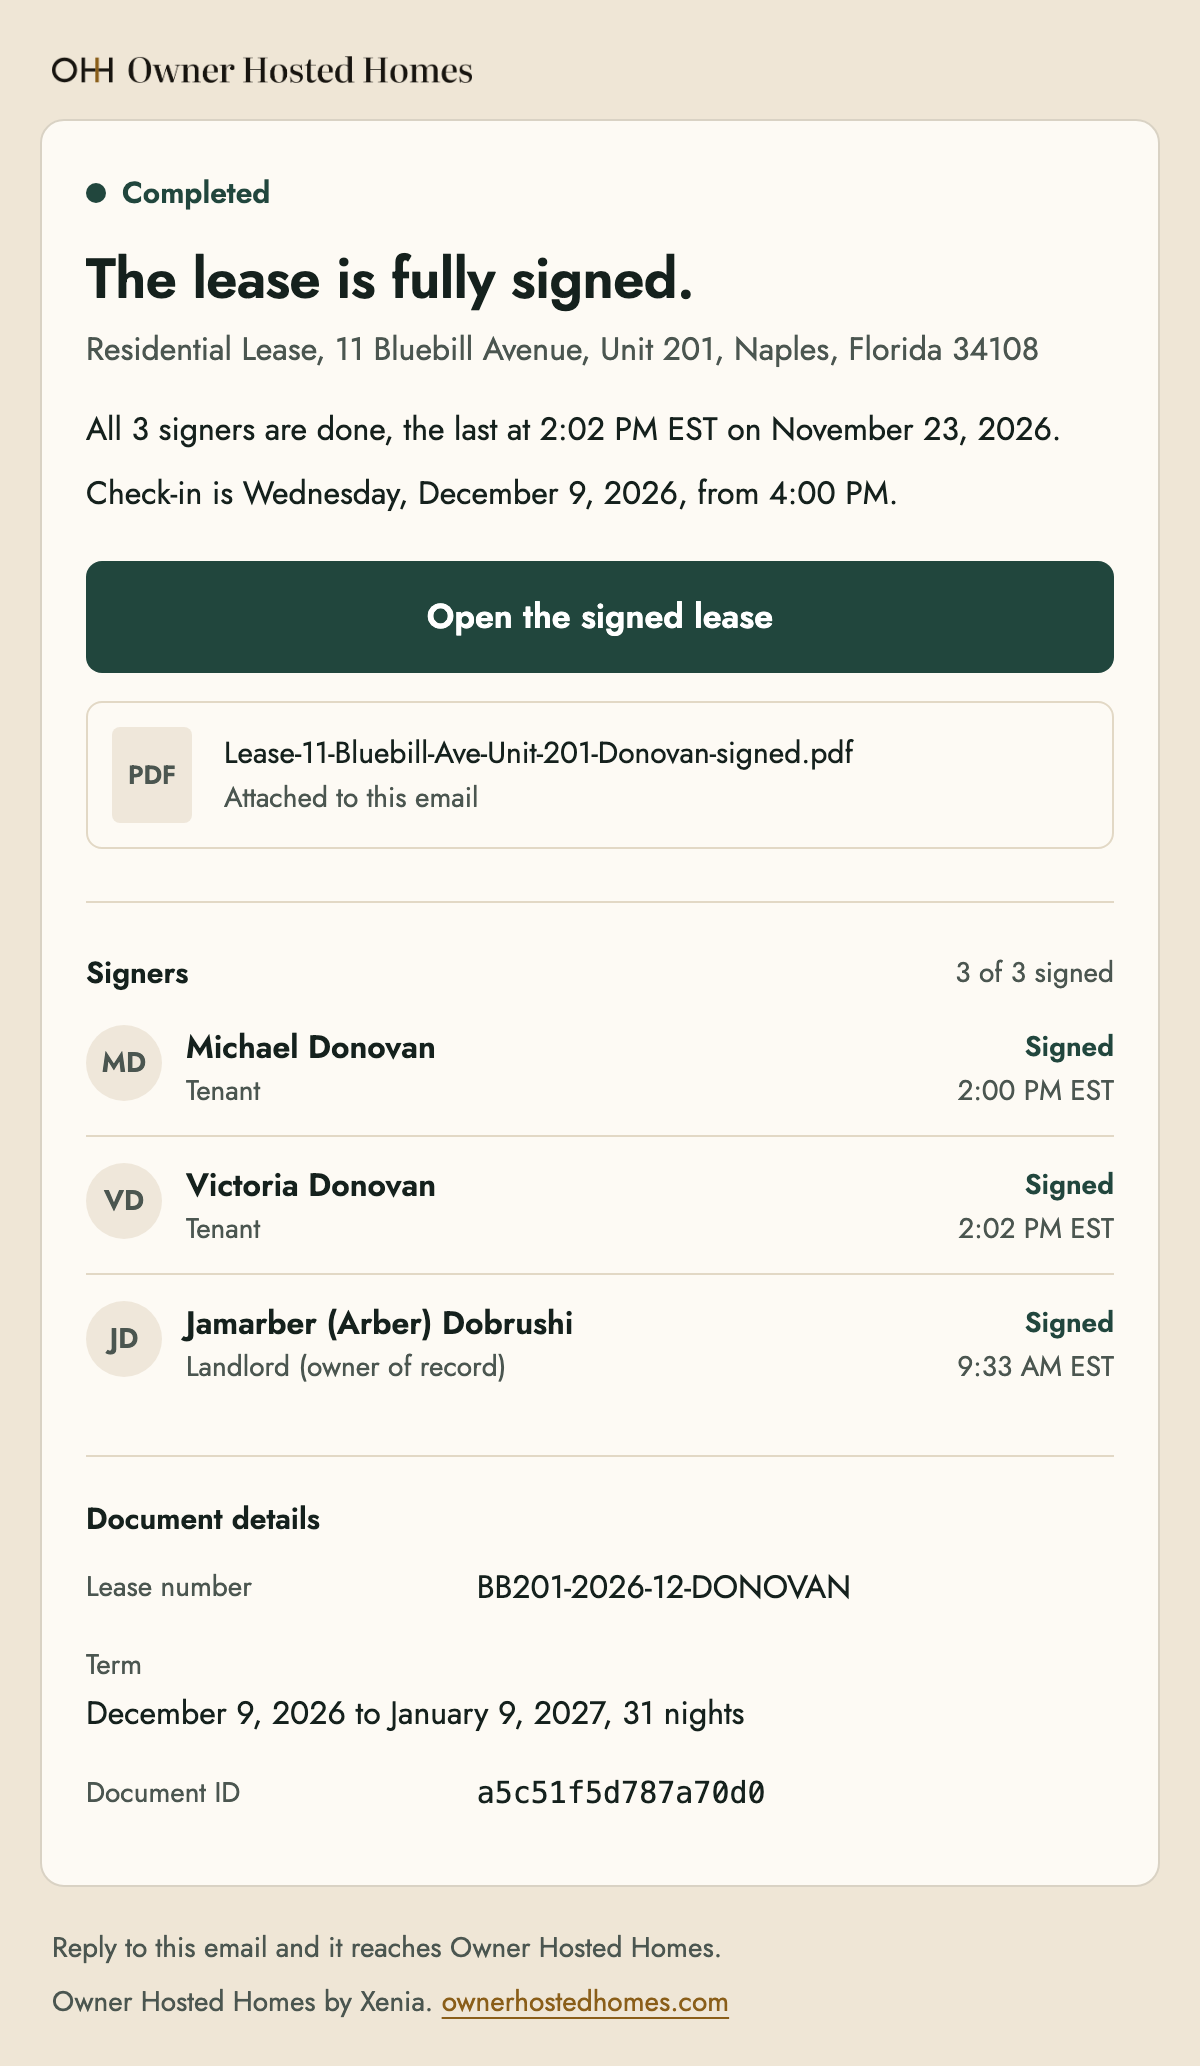 OHH Owner Hosted Homes
Completed
The lease is fully signed.
Residential Lease, 11 Bluebill Avenue, Unit 201, Naples, Florida 34108
All 3 signers are done, the last at 2:02 PM EST on November 23, 2026.
Check-in is Wednesday, December 9, 2026, from 4:00 PM.
Open the signed lease
PDF
Lease-11-Bluebill-Ave-Unit-201-Donovan-signed.pdf
Attached to this email
Signers
3 of 3 signed
MD
Michael Donovan
Signed
Tenant
2:00 PM EST
VD
Victoria Donovan
Signed
Tenant
2:02 PM EST
JD
Jamarber (Arber) Dobrushi
Signed
Landlord (owner of record)
9:33 AM EST
Document details
Lease number
BB201-2026-12-DONOVAN
Term
December 9, 2026 to January 9, 2027, 31 nights
Document ID
a5c51f5d787a70d0
Reply to this email and it reaches Owner Hosted Homes.
Owner Hosted Homes by Xenia. ownerhostedhomes.com